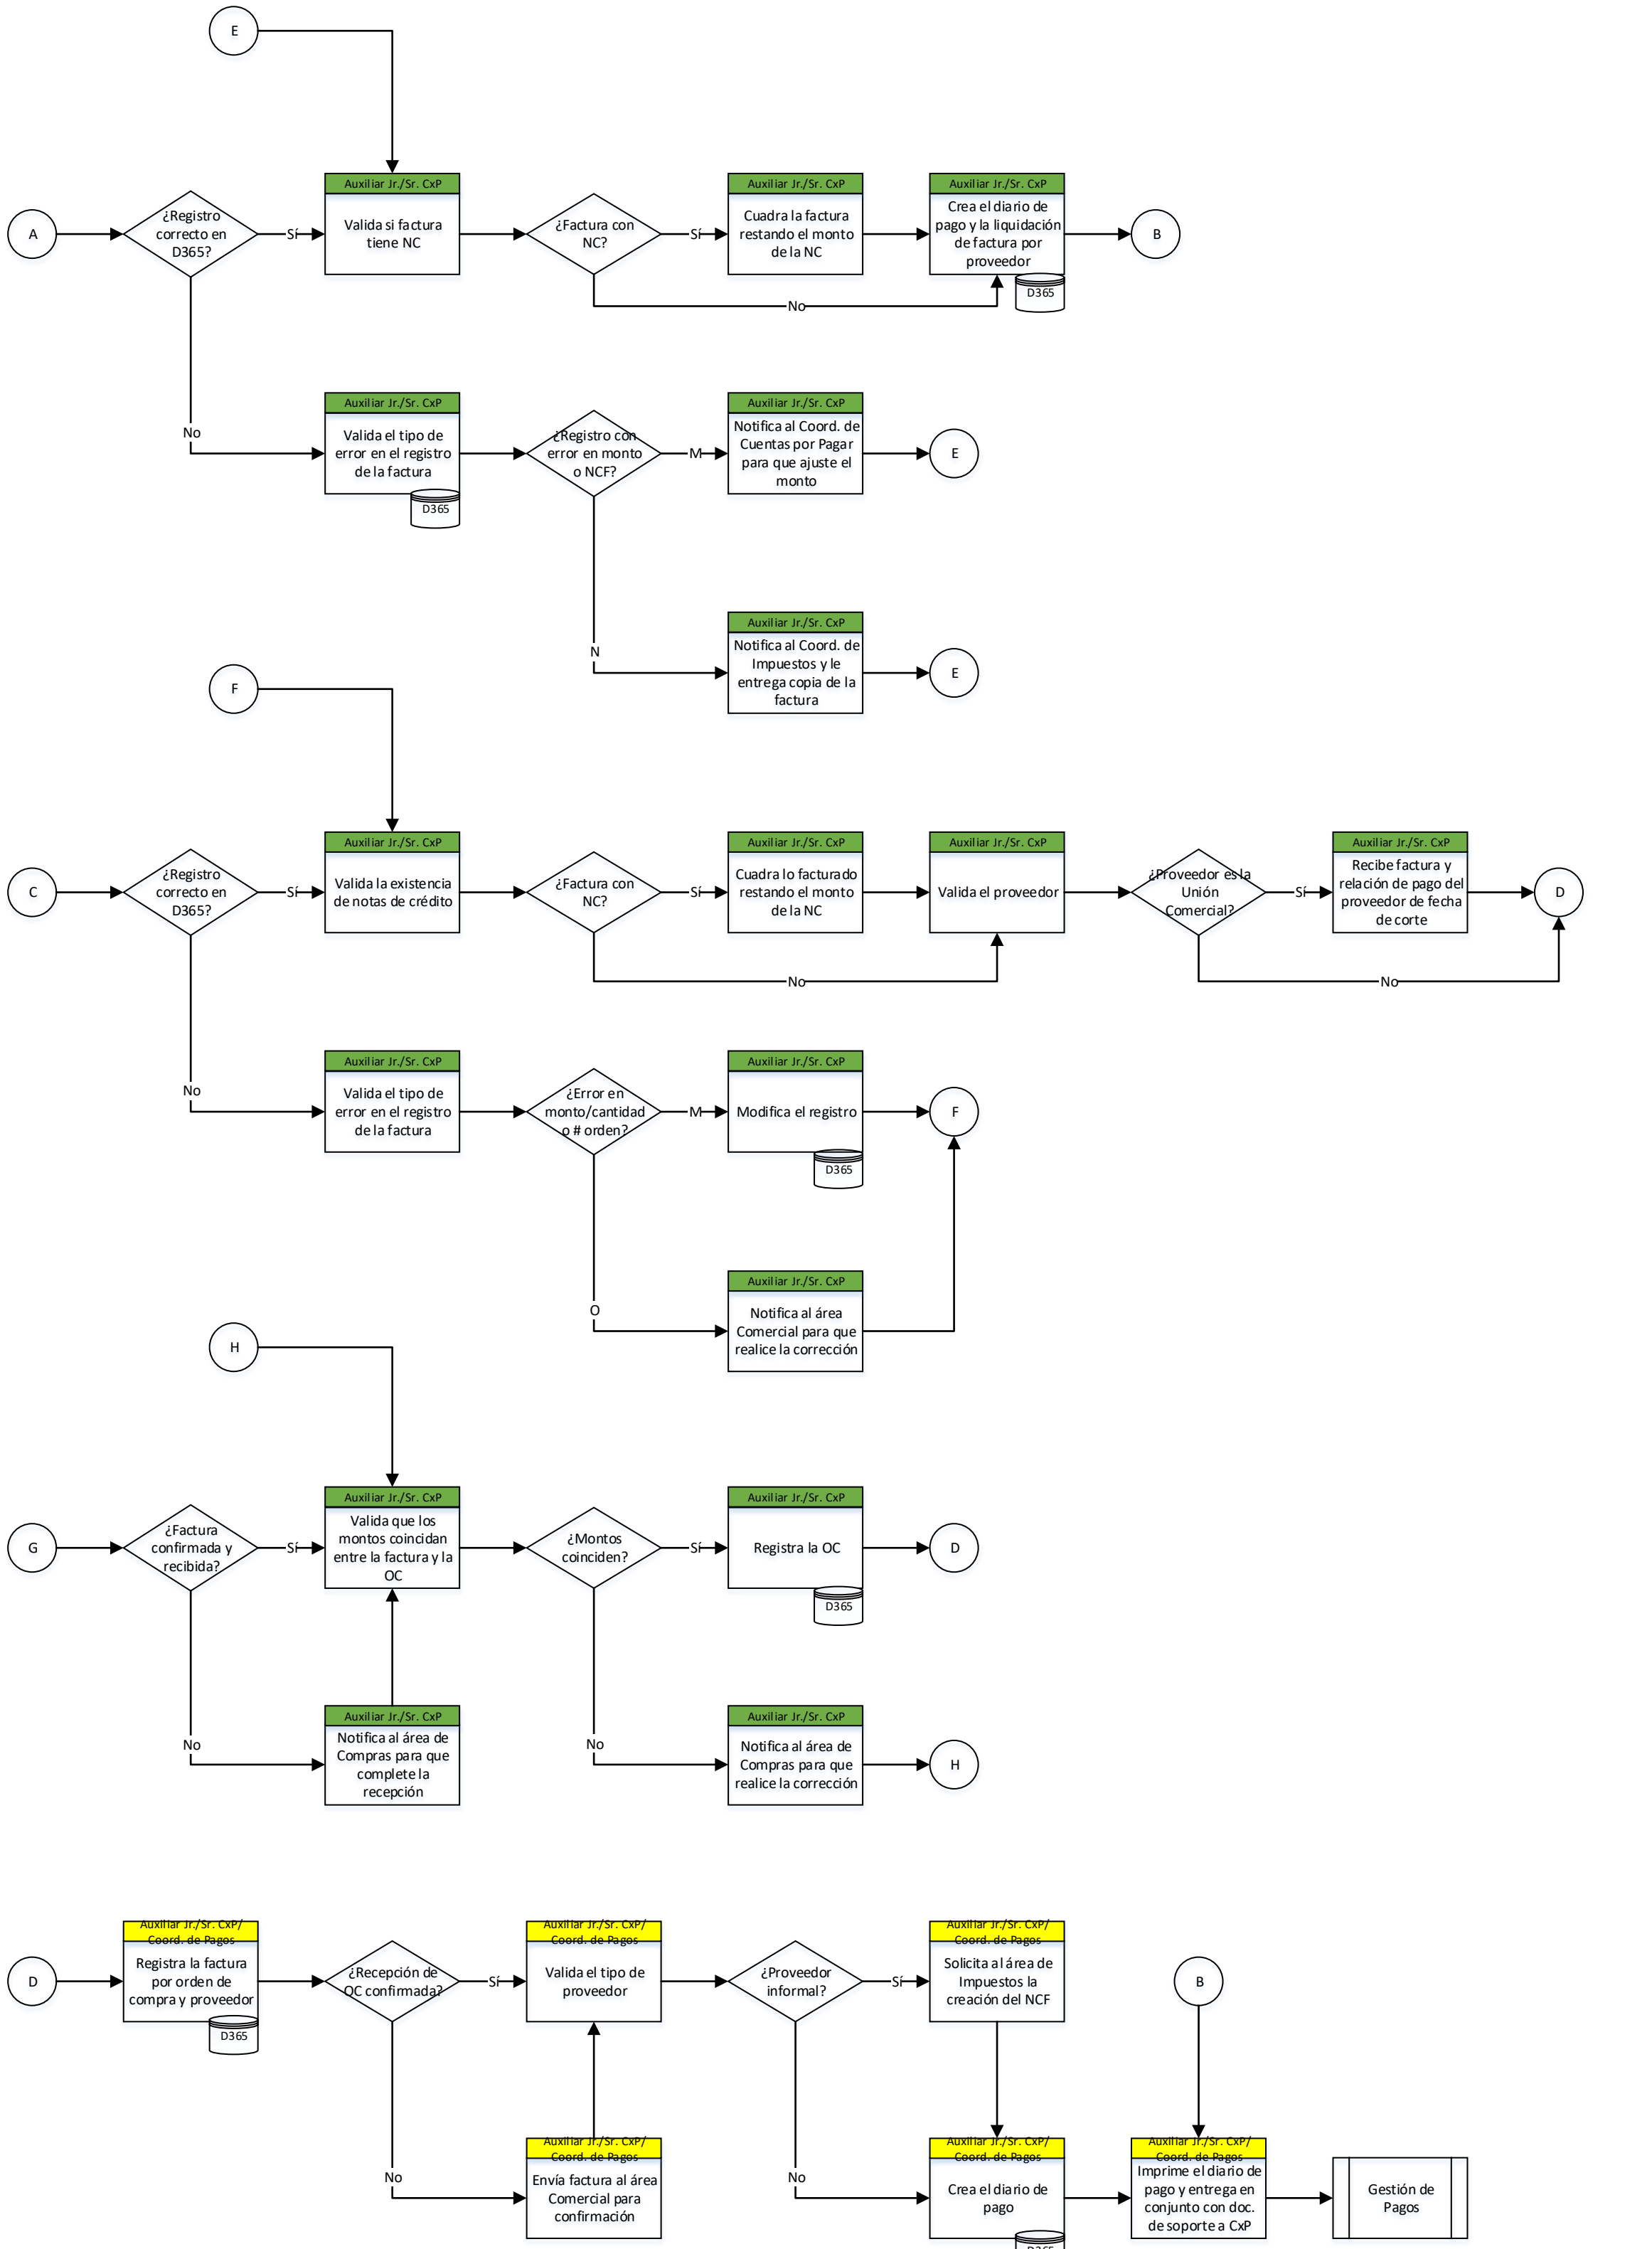 E
Auxiliar Jr./Sr. CxP
Auxiliar Jr./Sr. CxP
Auxiliar Jr./Sr. CxP
A
¿Registro
correcto en
D365?
Sí
Valida si factura
tiene NC
¿Factura con
NC?
Sí
Cuadra la factura
restando el monto
de la NC
Crea el diario de
pago y la liquidación
de factura por
proveedor
B
D365
No
No
Auxiliar Jr./Sr. CxP
Valida el tipo de
error en el registro
de la factura
D365
¿Registro con
error en monto
o NCF?
M
Auxiliar Jr./Sr. CxP
Notifica al Coord. de
Cuentas por Pagar
para que ajuste el
monto
E
N
Auxiliar Jr./Sr. CxP
Notifica al Coord. de
Impuestos y le
entrega copia de la
factura
E
F
C
¿Registro
correcto en
D365?
Sí
Auxiliar Jr./Sr. CxP
Valida la existencia
de notas de crédito
¿Factura con
NC?
Sí
Auxiliar Jr./Sr. CxP
Cuadra lo facturado
restando el monto
de la NC
Auxiliar Jr./Sr. CxP
Valida el proveedor
¿Proveedor es la
Unión
Comercial?
Sí
Auxiliar Jr./Sr. CxP
Recibe factura y
relación de pago del
proveedor de fecha
de corte
D
No
No
No
Auxiliar Jr./Sr. CxP
Valida el tipo de
error en el registro
de la factura
¿Error en
monto/cantidad
o # orden?
M
Auxiliar Jr./Sr. CxP
Modifica el registro
D365
F
O
Auxiliar Jr./Sr. CxP
Notifica al área
Comercial para que
realice la corrección
H
G
¿Factura
confirmada y
recibida?
Sí
Auxiliar Jr./Sr. CxP
Valida que los
montos coincidan
entre la factura y la
OC
¿Montos
coinciden?
Sí
Auxiliar Jr./Sr. CxP
Registra la OC
D365
D
No
Auxiliar Jr./Sr. CxP
Notifica al área de
Compras para que
complete la
recepción
No
Auxiliar Jr./Sr. CxP
Notifica al área de
Compras para que
realice la corrección
H
D
Auxiliar Jr./Sr. CxP/
Coord. de Pagos
Registra la factura
por orden de
compra y proveedor
D365
¿Recepción de
OC confirmada?
Sí
Auxiliar Jr./Sr. CxP/
Coord. de Pagos
Valida el tipo de
proveedor
¿Proveedor
informal?
Sí
Auxiliar Jr./Sr. CxP/
Coord. de Pagos
Solicita al área de
Impuestos la
creación del NCF
B
No
Auxiliar Jr./Sr. CxP/
Coord. de Pagos
Envía factura al área
Comercial para
confirmación
No
Auxiliar Jr./Sr. CxP/
Coord. de Pagos
Crea el diario de
pago
D365
Auxiliar Jr./Sr. CxP/
Coord. de Pagos
Imprime el diario de
pago y entrega en
conjunto con doc.
de soporte a CxP
Gestión de
Pagos